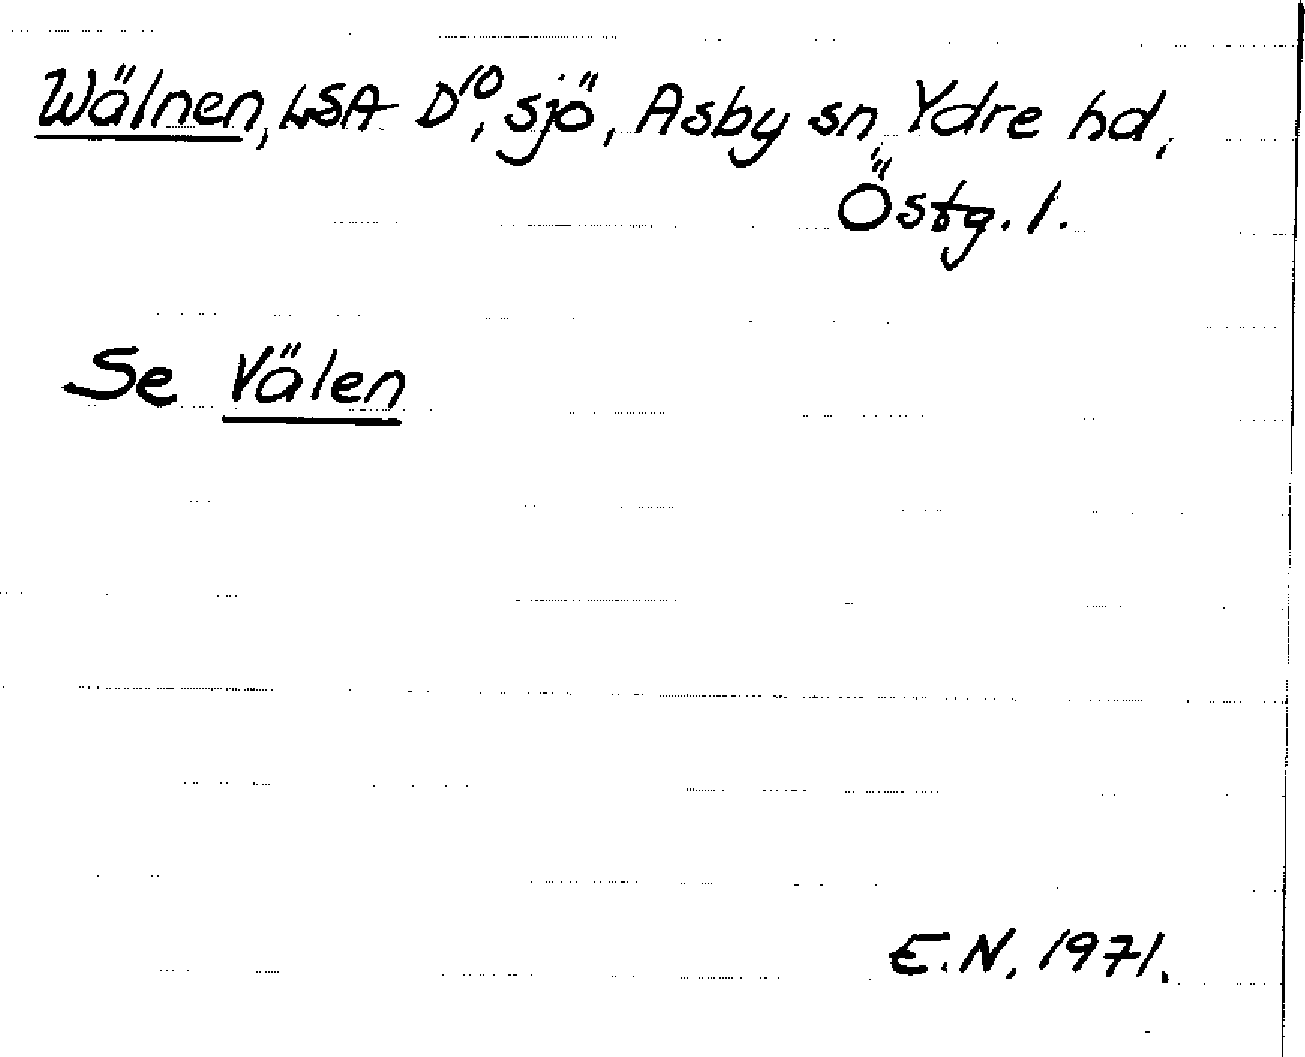 Wälnen, LSA D¹⁰, sjö, Asby sn, Ydre hd,
Östg. l.
Se Välen
E.N. 1971.